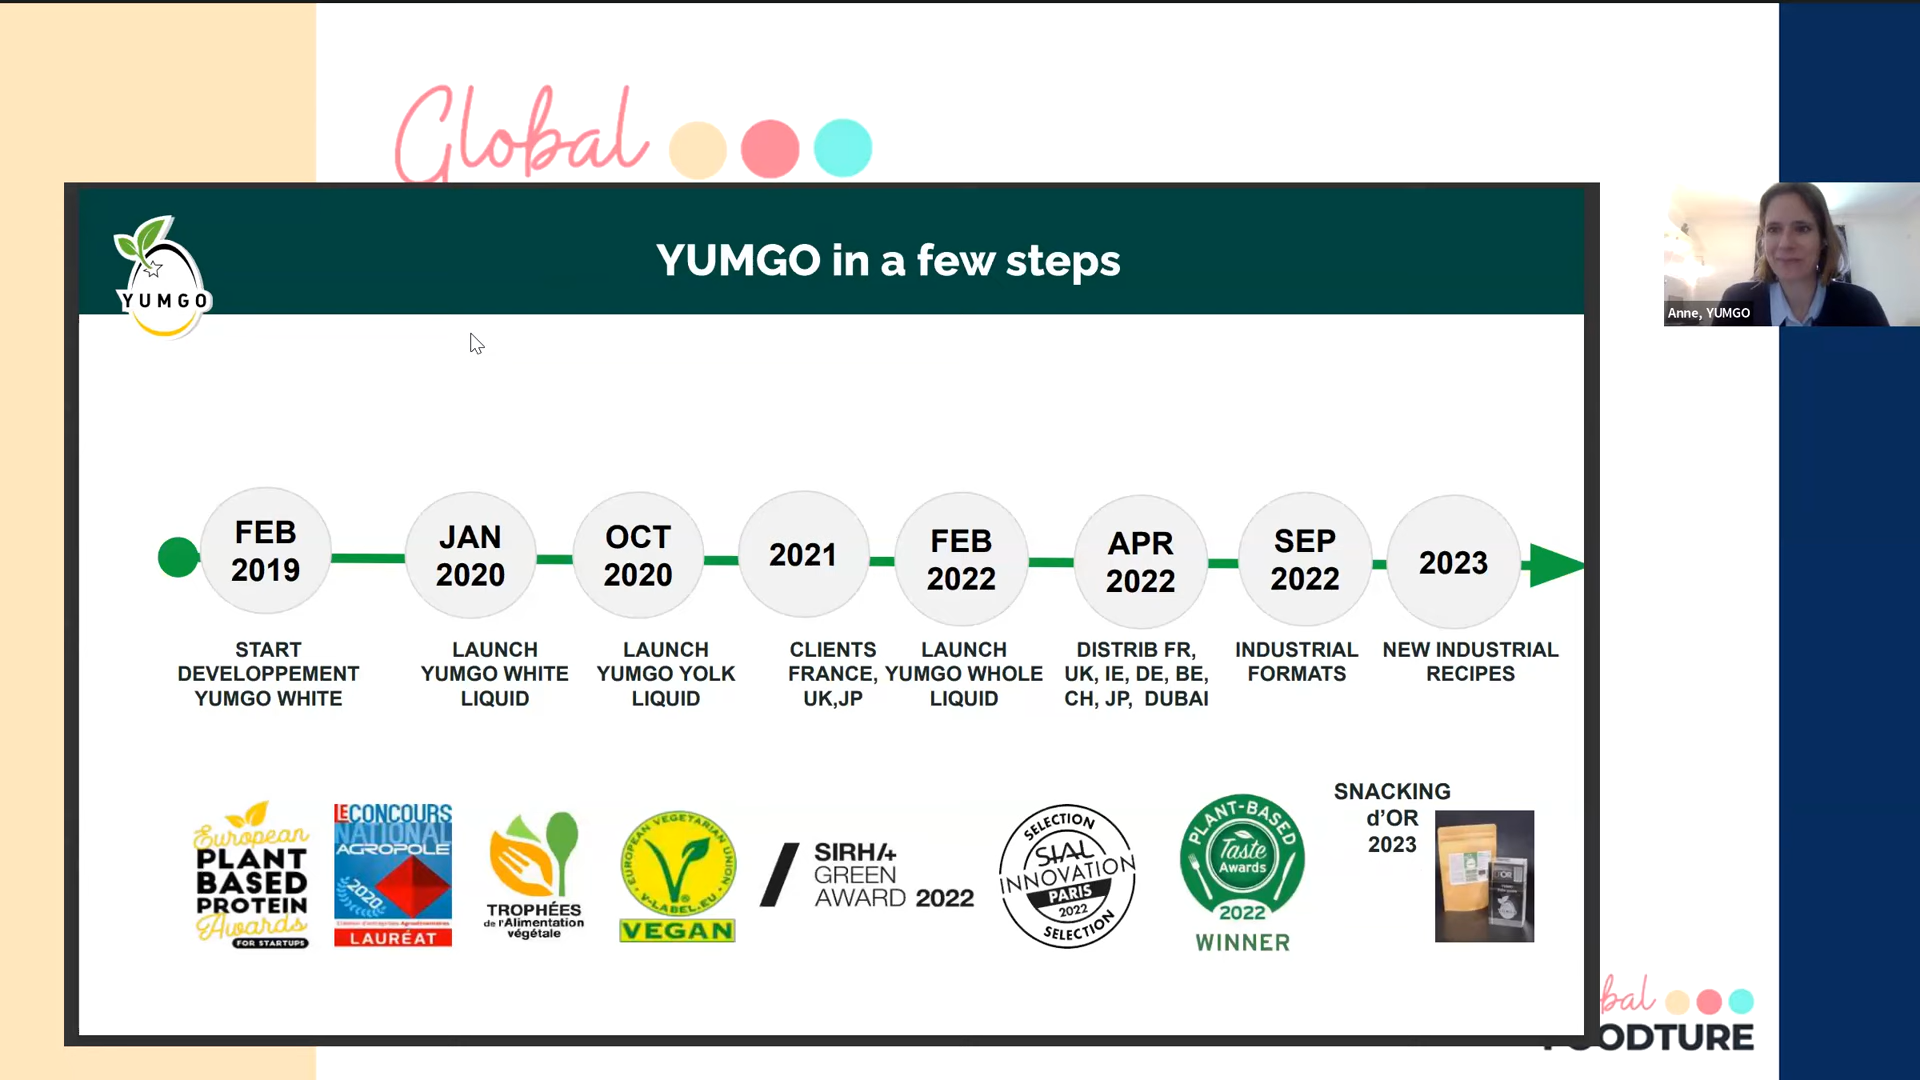 Global
YUMGO
YUMGO in a few steps
Anne, YUMGO
FEB
2019
JAN
2020
OCT
2020
2021
FEB
2022
APR
2022
SEP
2022
2023
START
DEVELOPPEMENT
YUMGO WHITE
LAUNCH
YUMGO WHITE
LIQUID
LAUNCH
YUMGO YOLK
LIQUID
CLIENTS
FRANCE,
UK,JP
LAUNCH
YUMGO WHOLE
LIQUID
DISTRIB FR,
UK, IE, DE, BE,
CH, JP, DUBAI
INDUSTRIAL
FORMATS
NEW INDUSTRIAL
RECIPES
European
PLANT
BASED
PROTEIN
Awards
FOR STARTUPS
LE CONCOURS
NATIONAL
AGROPOLE
2020
LAURÉAT
TROPHÉES
de l'Alimentation
végétale
EUROPEAN VEGETARIAN UNION
V-LABEL.EU
VEGAN
SIRH/+
GREEN
AWARD 2022
SELECTION
SIAL
INNOVATION
PARIS
2022
SELECTION
PLANT-BASED
Taste
Awards
2022
WINNER
SNACKING
d'OR
2023
bal
OODTURE